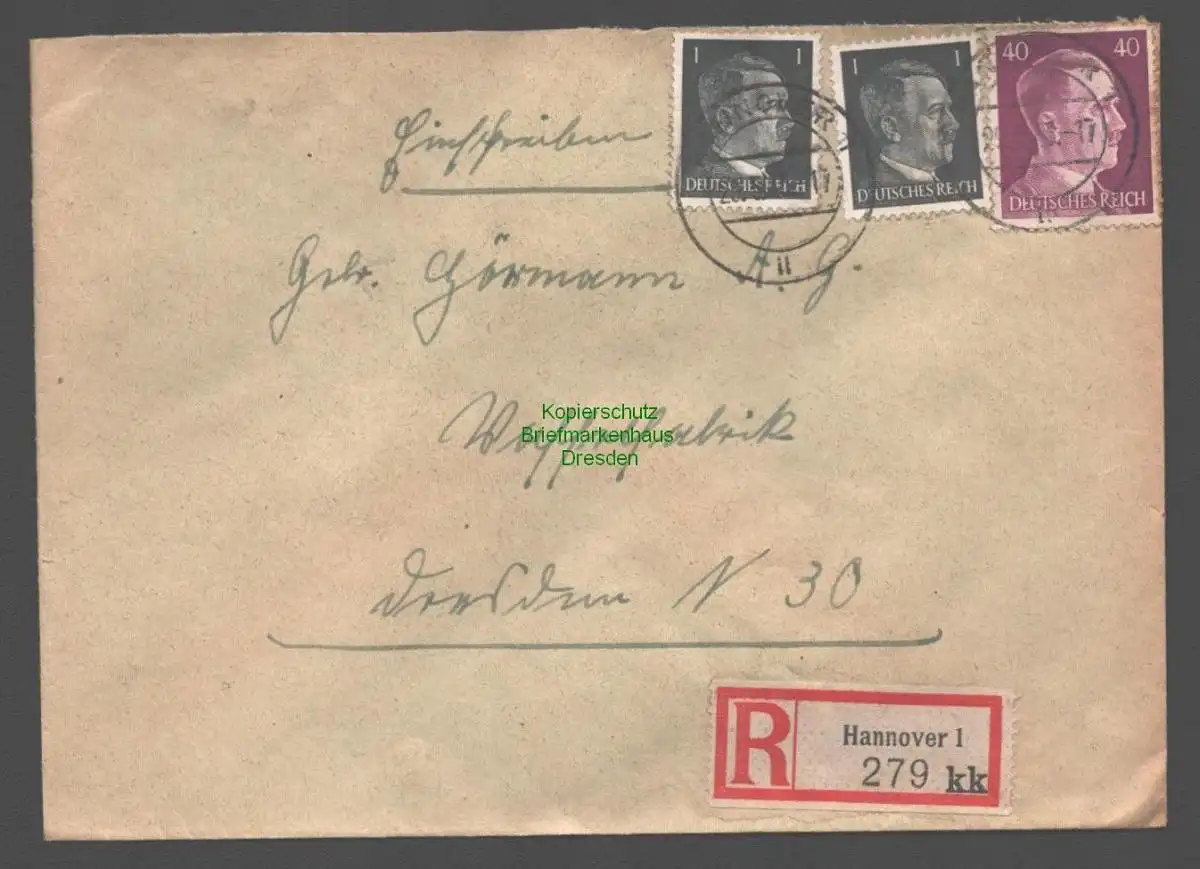 Einschreiben
1 1
DEUTSCHES REICH
1 1
DEUTSCHES REICH
40 40
DEUTSCHES REICH
Gebr. Hörmann A. G.
Kopierschutz
Briefmarkenhaus
Dresden
Waffelfabrik
Dresden N 30
R
Hannover 1
279 kk